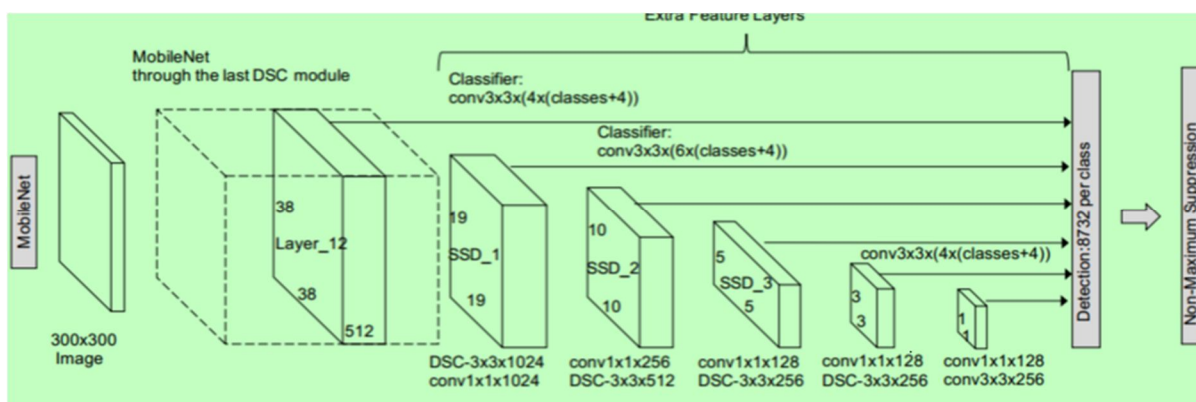 Extra Feature Layers
MobileNet
through the last DSC module
Classifier:
conv3x3x(4x(classes+4))
Classifier:
conv3x3x(6x(classes+4))
MobileNet
38
Layer_12
38
512
19
SSD_1
19
10
SSD_2
10
5
SSD_3
5
conv3x3x(4x(classes+4))
3
3
1
1
Detection:8732 per class
Non-Maximum Suppression
300x300
Image
DSC-3x3x1024
conv1x1x1024
conv1x1x256
DSC-3x3x512
conv1x1x128
DSC-3x3x256
conv1x1x128
DSC-3x3x256
conv1x1x128
conv3x3x256